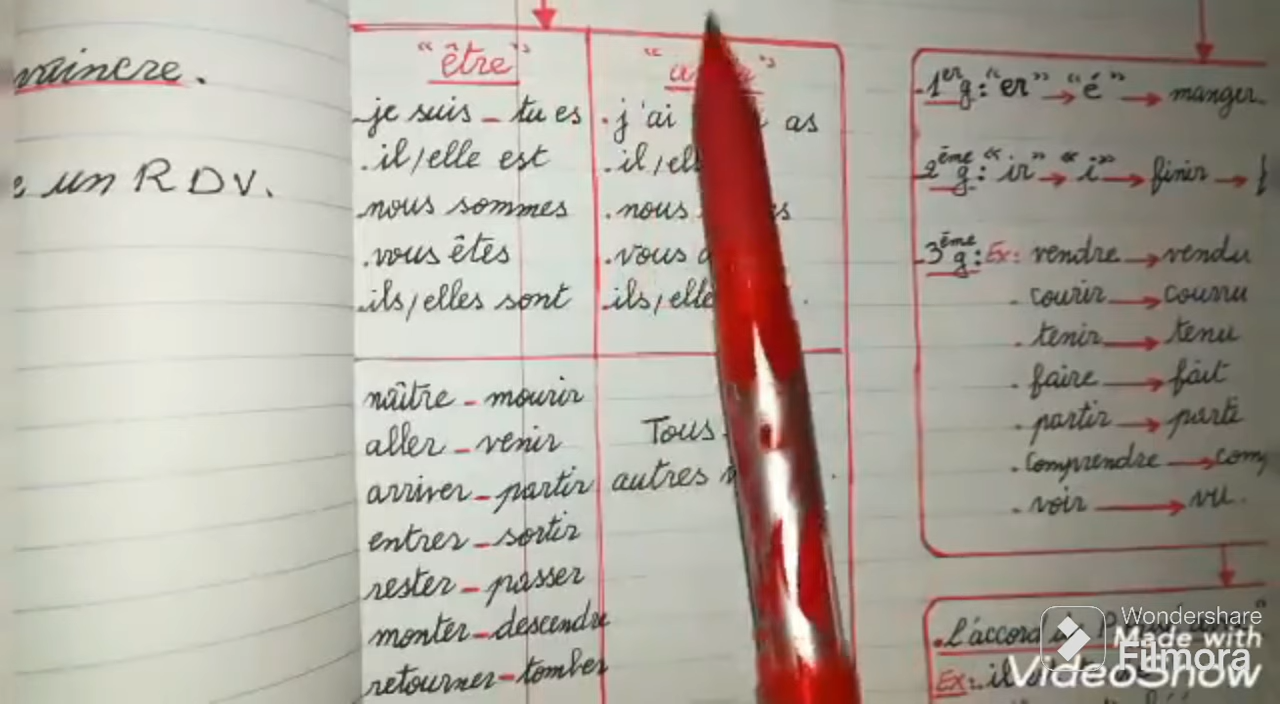 vaincre.
un RDV.
"être"
.je suis - tu es
.il/elle est
nous sommes
.vous êtes
.ils/elles sont
naître - mourir
aller - venir
arriver - partir
entrer - sortir
rester - passer
monter - descendre
retourner - tomber
.j'ai as
.il/
.nous
.vous
.ils/elle
Tous
autres
.1er g: "er" → "é" → manger
.2ème g: "ir" → "i" → finir →
.3ème g: Ex: vendre → vendu
. courir → couru
. tenir → tenu
. faire → fait
. partir → parti
. comprendre →
. voir → vu.
.L'accord
Ex: il
Wondershare
Filmora
Made with
VideoShow